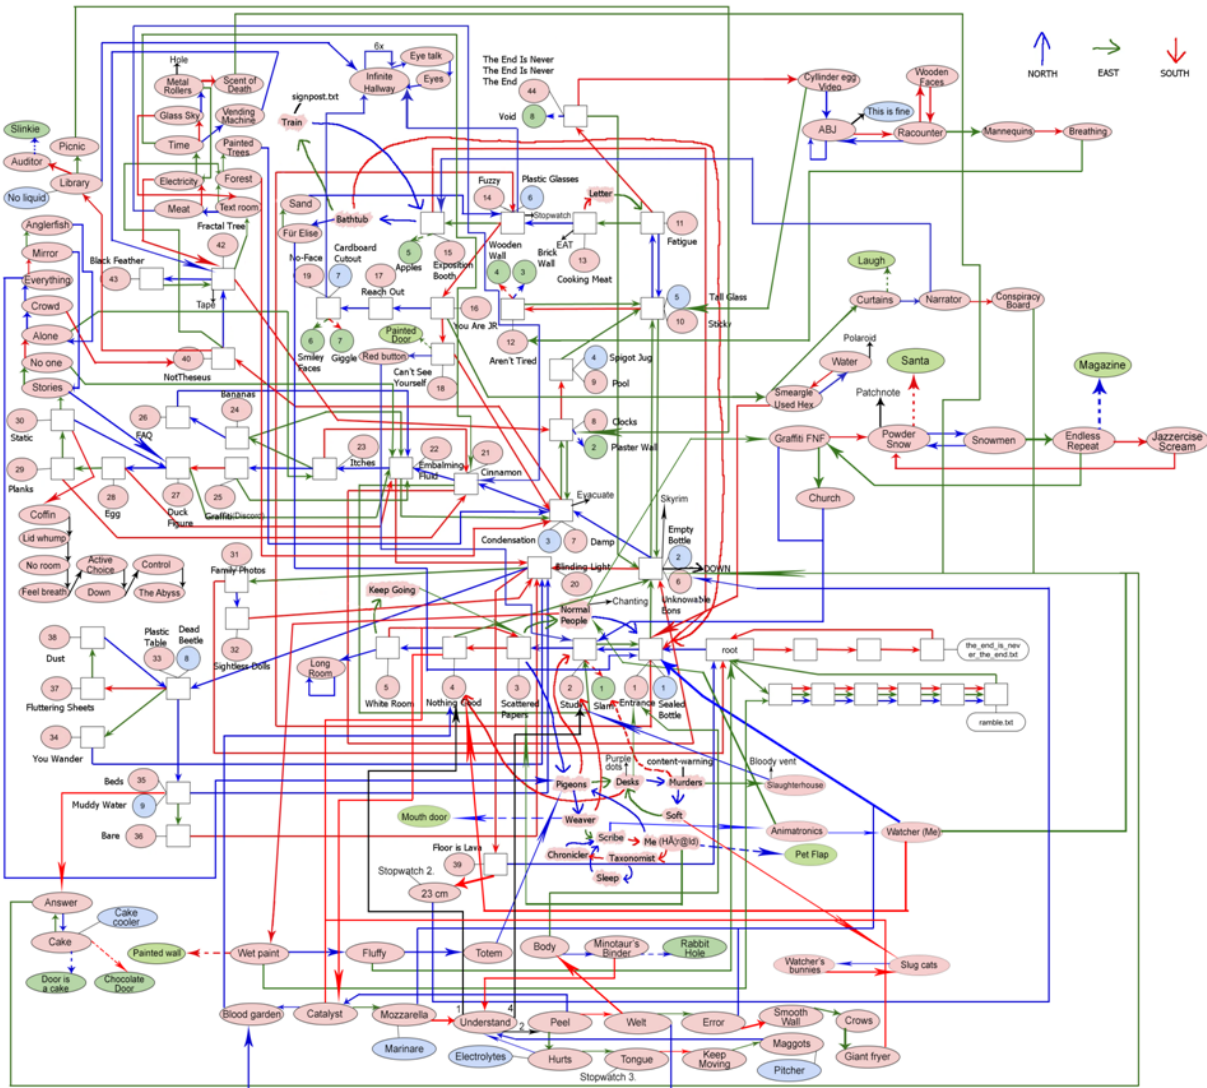 NORTH
EAST
SOUTH
The End Is Never
The End Is Never
The End
44
Void
8
6x
Eye talk
Infinite
Hallway
Eyes
Hole
Metal
Rollers
Scent of
Death
Glass Sky
Vending
Machine
Time
Painted
Trees
Electricity
Forest
Meat
Text room
Fractal Tree
42
signpost.txt
Train
Slinkie
Auditor
Picnic
Library
No liquid
Cyllinder egg
Video
Wooden
Faces
This is fine
ABJ
Racounter
Mannequins
Breathing
Anglerfish
Mirror
Everything
Crowd
Alone
No one
Stories
Black Feather
43
Tape
40
NotTheseus
Sand
Für Elise
Bathtub
No-Face
19
Cardboard
Cutout
7
17
Reach Out
6
Smiley
Faces
7
Giggle
5
Apples
15
Exposition
Booth
Fuzzy
14
Plastic Glasses
6
Stopwatch
Letter
EAT
Brick
Wall
Wooden
Wall
4
3
13
Cooking Meat
11
Fatigue
16
You Are JR
Painted
Door
Red button
Can't See
Yourself
18
12
Aren't Tired
5
Tall Glass
10
Sticky
4
Spigot Jug
9
Pool
8
Clocks
2
Plaster Wall
Laugh
Curtains
Narrator
Conspiracy
Board
Polaroid
Water
Smeargle
Used Hex
Santa
Patchnote
Magazine
Graffiti FNF
Powder
Snow
Snowmen
Endless
Repeat
Jazzercise
Scream
Church
30
Static
29
Planks
28
Egg
26
FAQ
27
Duck
Figure
Bananas
24
25
Graffiti(Discord)
23
Itches
22
Embalming
Fluid
21
Cinnamon
Evacuate
Condensation
3
7
Damp
Skyrim
Empty
Bottle
2
DOWN
6
Unknowable
Eons
Blinding Light
20
Coffin
Lid whump
No room
Feel breath
Active
Choice
Down
Control
The Abyss
31
Family Photos
32
Sightless Dolls
Keep Going
Normal
People
Chanting
38
Dust
Plastic
Table
33
Dead
Beetle
8
37
Fluttering Sheets
34
You Wander
Long
Room
5
White Room
4
Nothing Good
3
Scattered
Papers
2
Study
1
Slam
1
Entrance
1
Sealed
Bottle
root
the_end_is_nev
er_the_end.txt
ramble.txt
Beds
35
Muddy Water
9
Bare
36
Purple
dots
content-warning
Bloody vent
Pigeons
Desks
Murders
Slaughterhouse
Mouth door
Weaver
Soft
Scribe
Me (HÃ¦r@ld)
Chronicler
Taxonomist
Sleep
Animatronics
Watcher (Me)
Pet Flap
Floor is Lava
39
Stopwatch 2.
23 cm
Answer
Cake
cooler
Cake
Door is
a cake
Chocolate
Door
Painted wall
Wet paint
Fluffy
Totem
Body
Minotaur's
Binder
Rabbit
Hole
Watcher's
bunnies
Slug cats
Blood garden
Catalyst
Mozzarella
Marinare
1
4
Understand
2
Peel
Welt
Error
Smooth
Wall
Crows
Electrolytes
Hurts
Tongue
Stopwatch 3.
Keep
Moving
Maggots
Pitcher
Giant fryer